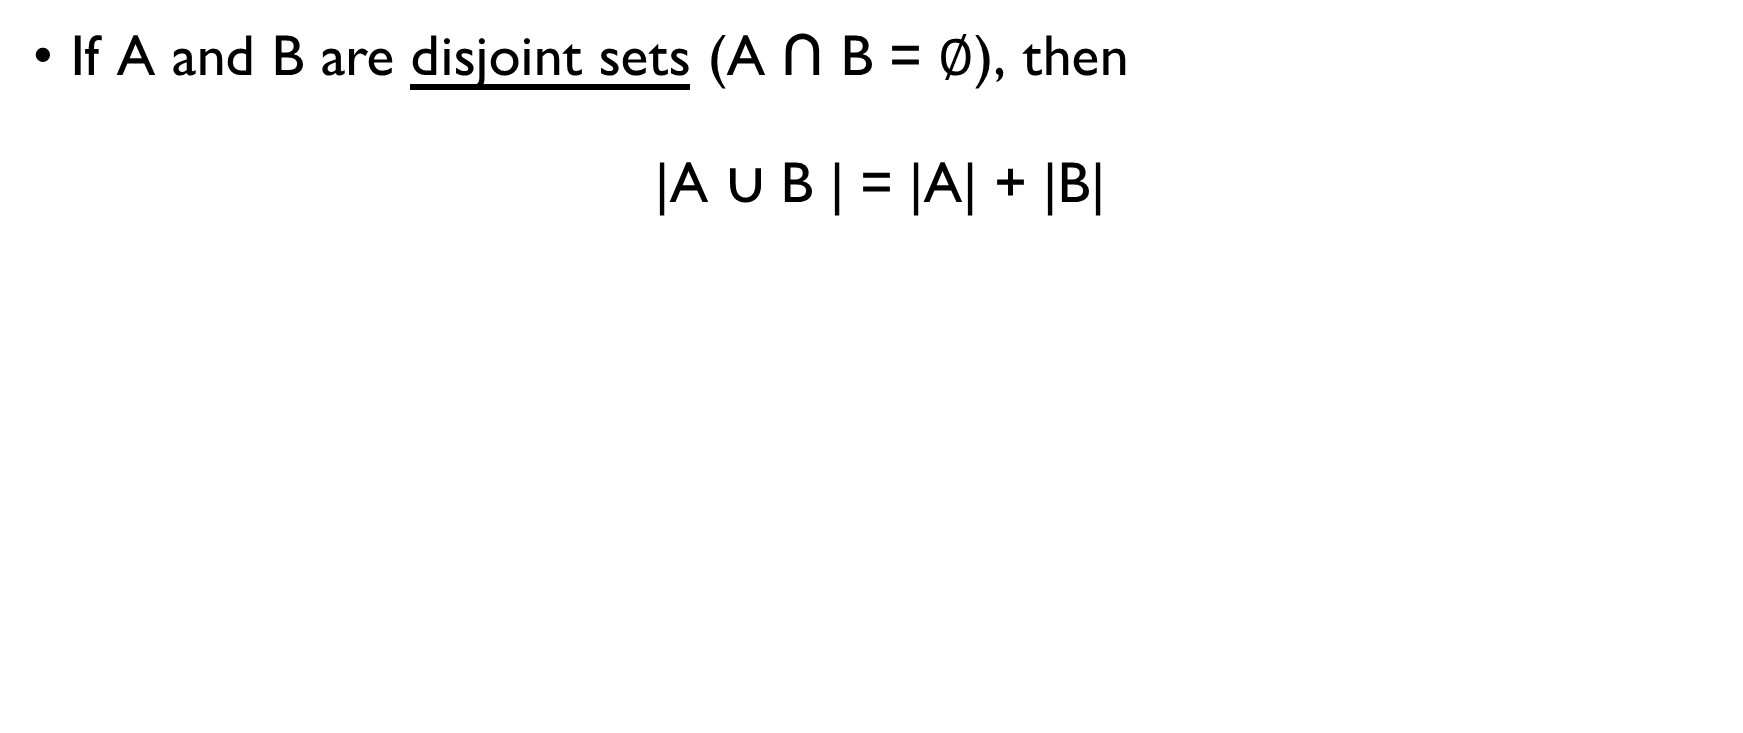 • If A and B are disjoint sets (A ∩ B = ∅), then
|A ∪ B | = |A| + |B|